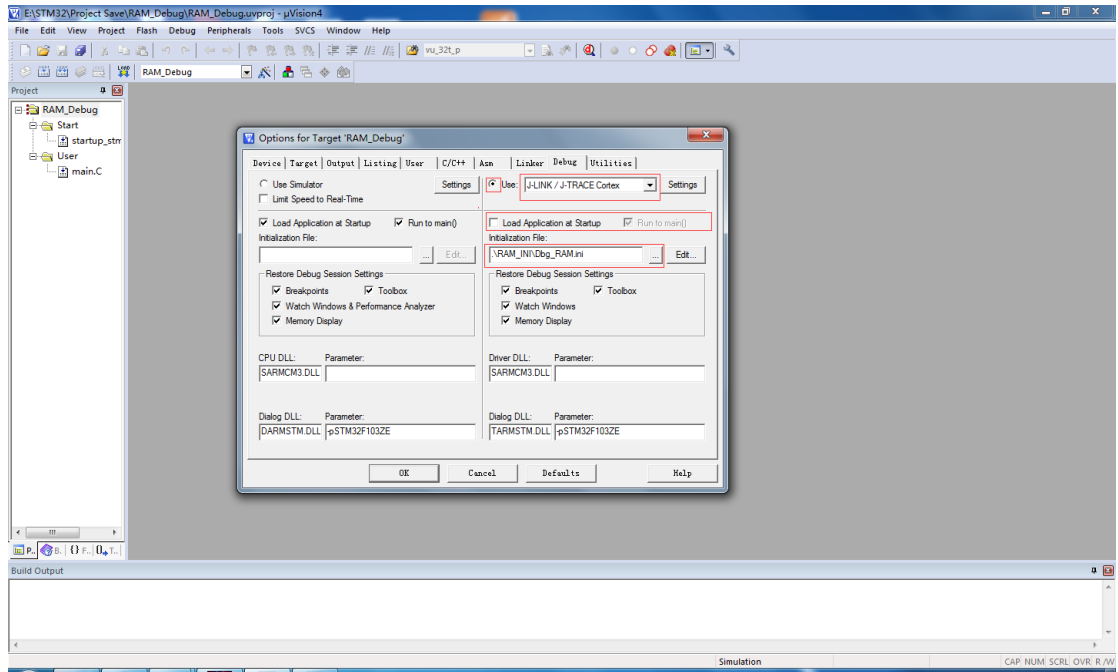 E:\STM32\Project Save\RAM_Debug\RAM_Debug.uvproj - µVision4
File Edit View Project Flash Debug Peripherals Tools SVCS Window Help
vu_32t_p
LOAD RAM_Debug
Project
RAM_Debug
Start
startup_stm
User
main.C
Options for Target 'RAM_Debug'
Device Target Output Listing User C/C++ Asm Linker Debug Utilities
Use Simulator Settings Use: J-LINK / J-TRACE Cortex Settings
Limit Speed to Real-Time
Load Application at Startup Run to main() Load Application at Startup Run to main()
Initialization File: Initialization File:
... Edit... .\RAM_INI\Dbg_RAM.ini ... Edit...
Restore Debug Session Settings Restore Debug Session Settings
Breakpoints Toolbox Breakpoints Toolbox
Watch Windows & Performance Analyzer Watch Windows
Memory Display Memory Display
CPU DLL: Parameter: Driver DLL: Parameter:
SARMCM3.DLL SARMCM3.DLL
Dialog DLL: Parameter: Dialog DLL: Parameter:
DARMSTM.DLL -pSTM32F103ZE TARMSTM.DLL -pSTM32F103ZE
OK Cancel Defaults Help
P.. B.. {} F.. 0 T..
Build Output
Simulation CAP NUM SCRL OVR R/W